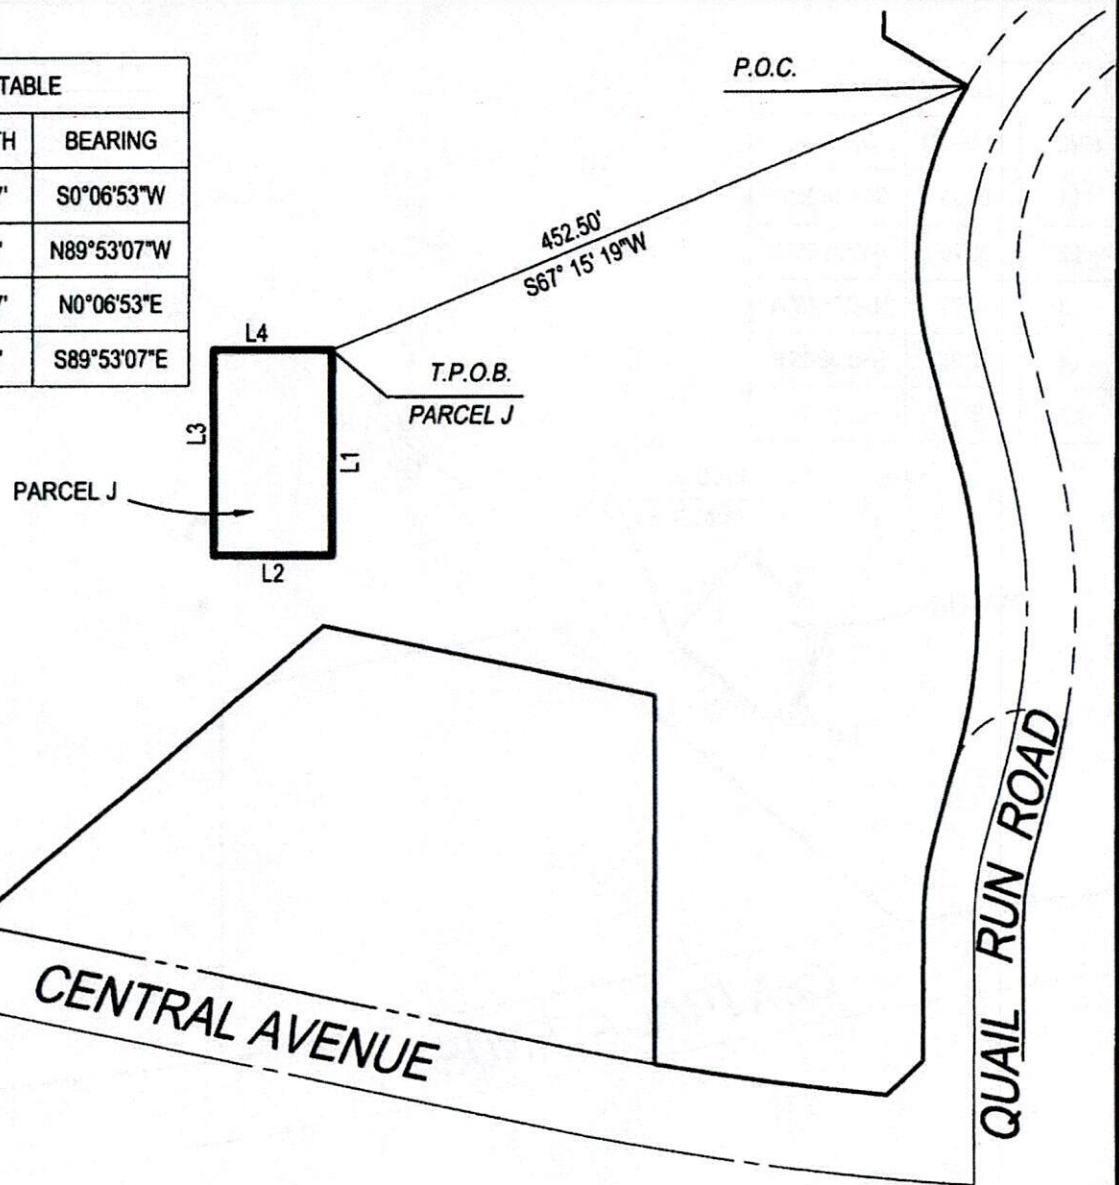 TABLE
BEARING
S0°06'53"W
N89°53'07"W
N0°06'53"E
S89°53'07"E
P.O.C.
452.50'
S67° 15' 19"W
L4
T.P.O.B.
PARCEL J
L3
L1
PARCEL J
L2
CENTRAL AVENUE
QUAIL RUN ROAD